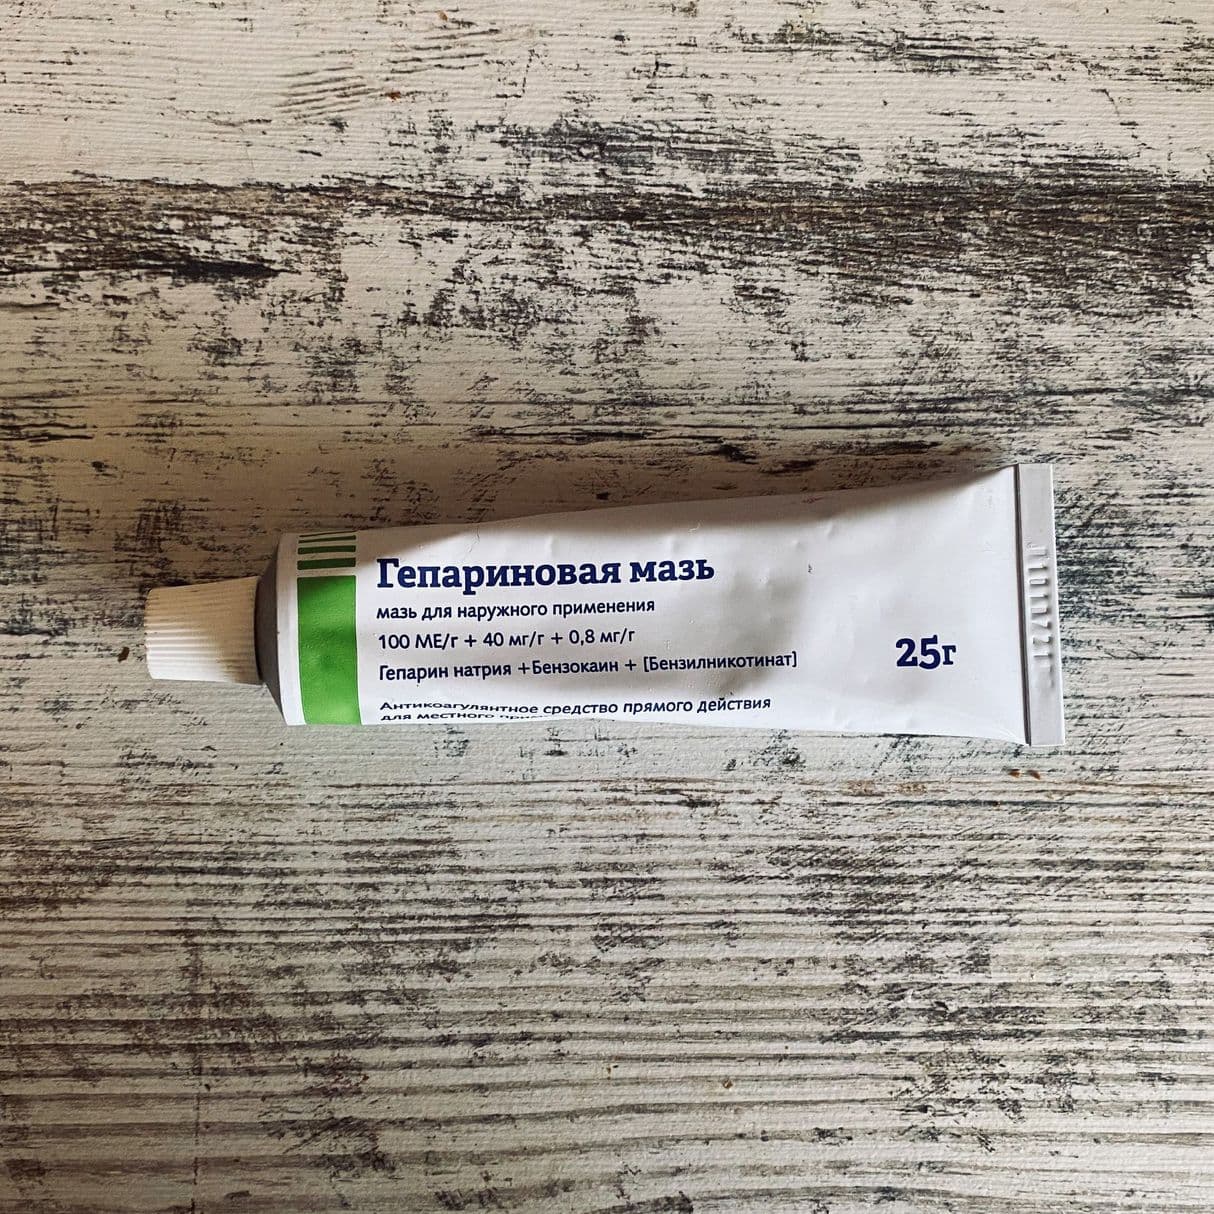 Гепариновая мазь
мазь для наружного применения
100 МЕ/г + 40 мг/г + 0,8 мг/г
Гепарин натрия +Бензокаин + [Бензилникотинат]
25г
Антикоагулянтное средство прямого действия
для местного